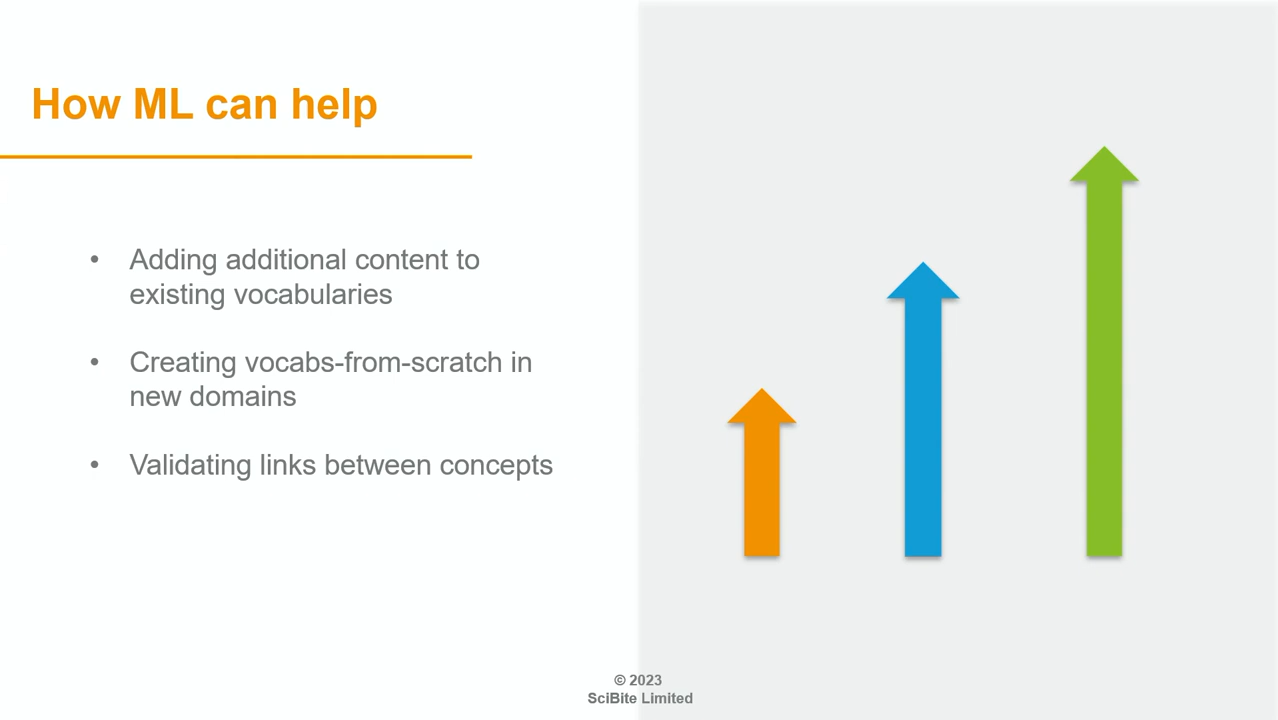 How ML can help
• Adding additional content to
existing vocabularies
• Creating vocabs-from-scratch in
new domains
• Validating links between concepts
© 2023
SciBite Limited